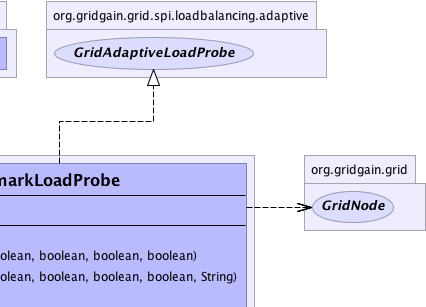 org.gridgain.grid.spi.loadbalancing.adaptive
GridAdaptiveLoadProbe
markLoadProbe
org.gridgain.grid
GridNode
olean, boolean, boolean, boolean)
olean, boolean, boolean, boolean, String)